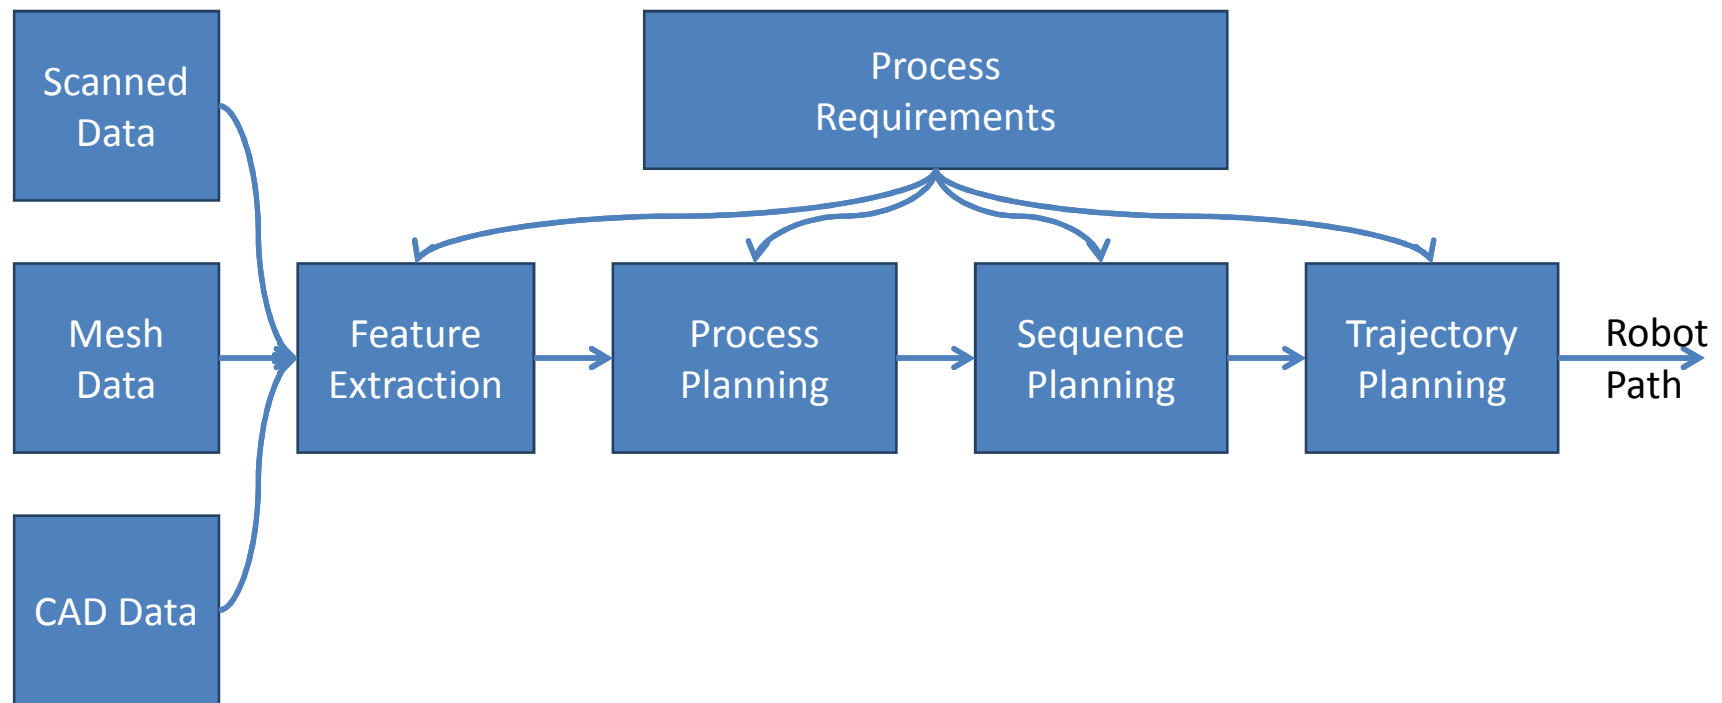 Scanned
Data
Process
Requirements
Mesh
Data
Feature
Extraction
Process
Planning
Sequence
Planning
Trajectory
Planning
Robot
Path
CAD Data